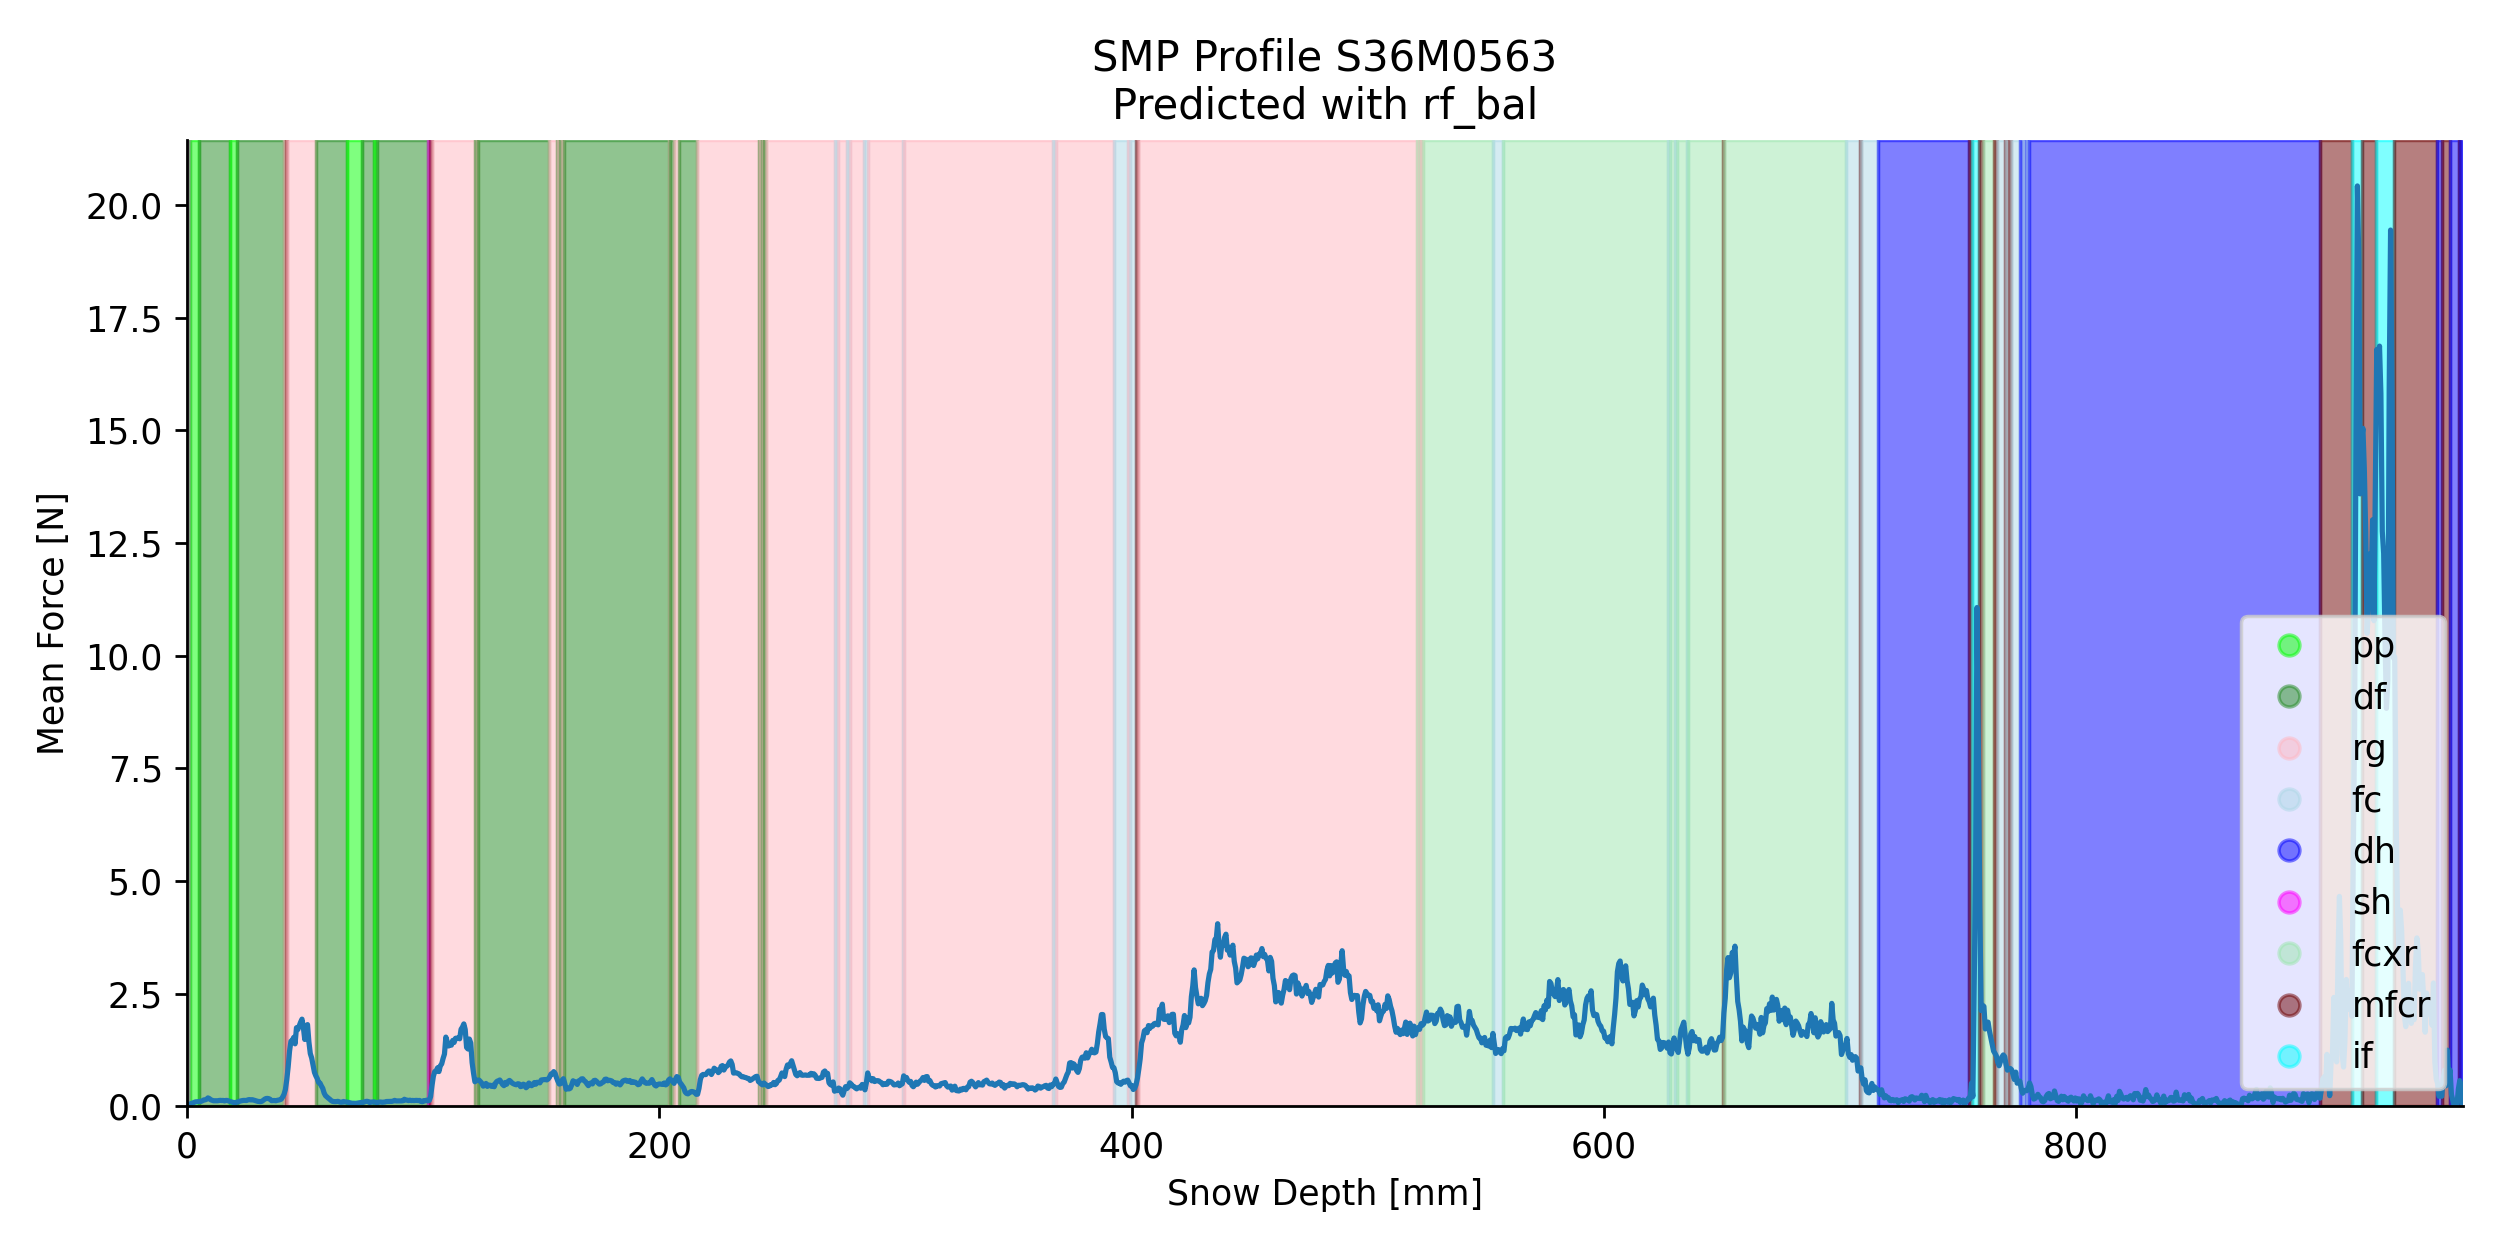 SMP Profile S36M0563
Predicted with rf_bal
Mean Force [N]
20.0
17.5
15.0
12.5
10.0
7.5
5.0
2.5
0.0
0
200
400
600
800
Snow Depth [mm]
pp
df
rg
fc
dh
sh
fcxr
mfcr
if